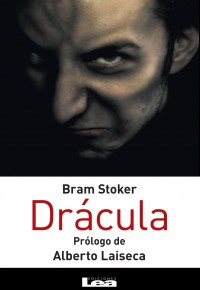 Bram Stoker
Drácula
Prólogo de
Alberto Laiseca
EDICIONES
Lea